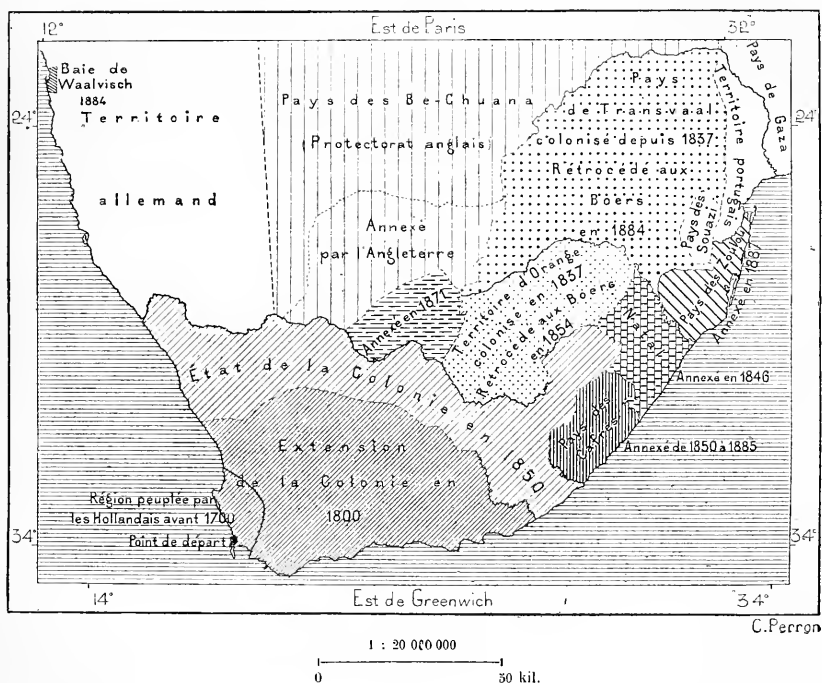 12°
Est de Paris
32°
Baie de
Waalvisch
1884
Territoire
allemand
24°
Pays des Be-Chuana
(Protectorat anglais)
Annexé
par l'Angleterre
Pays
de Transvaal
colonisé depuis 1837
Rétrocédé aux
Bôers
en 1884
Pays de Gaza
Territoire portugais
24°
Pays des
Souazi
Pays des Zoulou
Annexé en 1887
Annexé en 1871
Territoire d'Orange
colonisé en 1837
Rétrocédé aux Boers
en 1854
Natal
Annexé en 1846
État de la Colonie en 1850
Pays des
Cafres
Annexé de 1850 à 1885
Extension
de la Colonie en
1800
Région peuplée par
les Hollandais avant 1700
Point de départ
34°
34°
14°
Est de Greenwich
34°
C. Perron
1 : 20 000 000
0
50 kil.